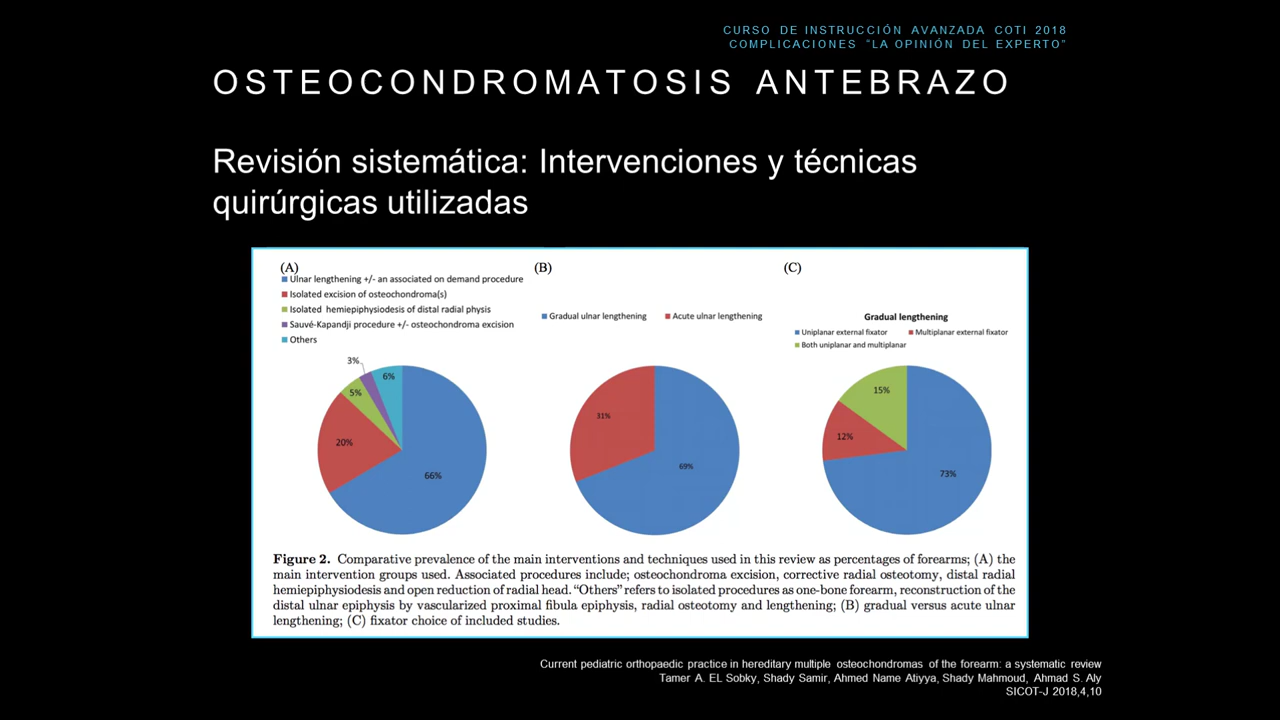 CURSO DE INSTRUCCIÓN AVANZADA COTI 2018
COMPLICACIONES “LA OPINIÓN DEL EXPERTO”
OSTEOCONDROMATOSIS ANTEBRAZO
Revisión sistemática: Intervenciones y técnicas
quirúrgicas utilizadas
(A)
Ulnar lengthening +/- an associated on demand procedure
Isolated excision of osteochondroma(s)
Isolated hemiepiphysiodesis of distal radial physis
Sauvé-Kapandji procedure +/- osteochondroma excision
Others
3%
6%
5%
20%
66%
(B)
Gradual ulnar lengthening
Acute ulnar lengthening
31%
69%
(C)
Gradual lengthening
Uniplanar external fixator
Multiplanar external fixator
Both uniplanar and multiplanar
15%
12%
73%
Figure 2. Comparative prevalence of the main interventions and techniques used in this review as percentages of forearms; (A) the
main intervention groups used. Associated procedures include; osteochondroma excision, corrective radial osteotomy, distal radial
hemiepiphysiodesis and open reduction of radial head. “Others” refers to isolated procedures as one-bone forearm, reconstruction of the
distal ulnar epiphysis by vascularized proximal fibula epiphysis, radial osteotomy and lengthening; (B) gradual versus acute ulnar
lengthening; (C) fixator choice of included studies.
Current pediatric orthopaedic practice in hereditary multiple osteochondromas of the forearm: a systematic review
Tamer A. EL Sobky, Shady Samir, Ahmed Name Atiyya, Shady Mahmoud, Ahmad S. Aly
SICOT-J 2018,4,10